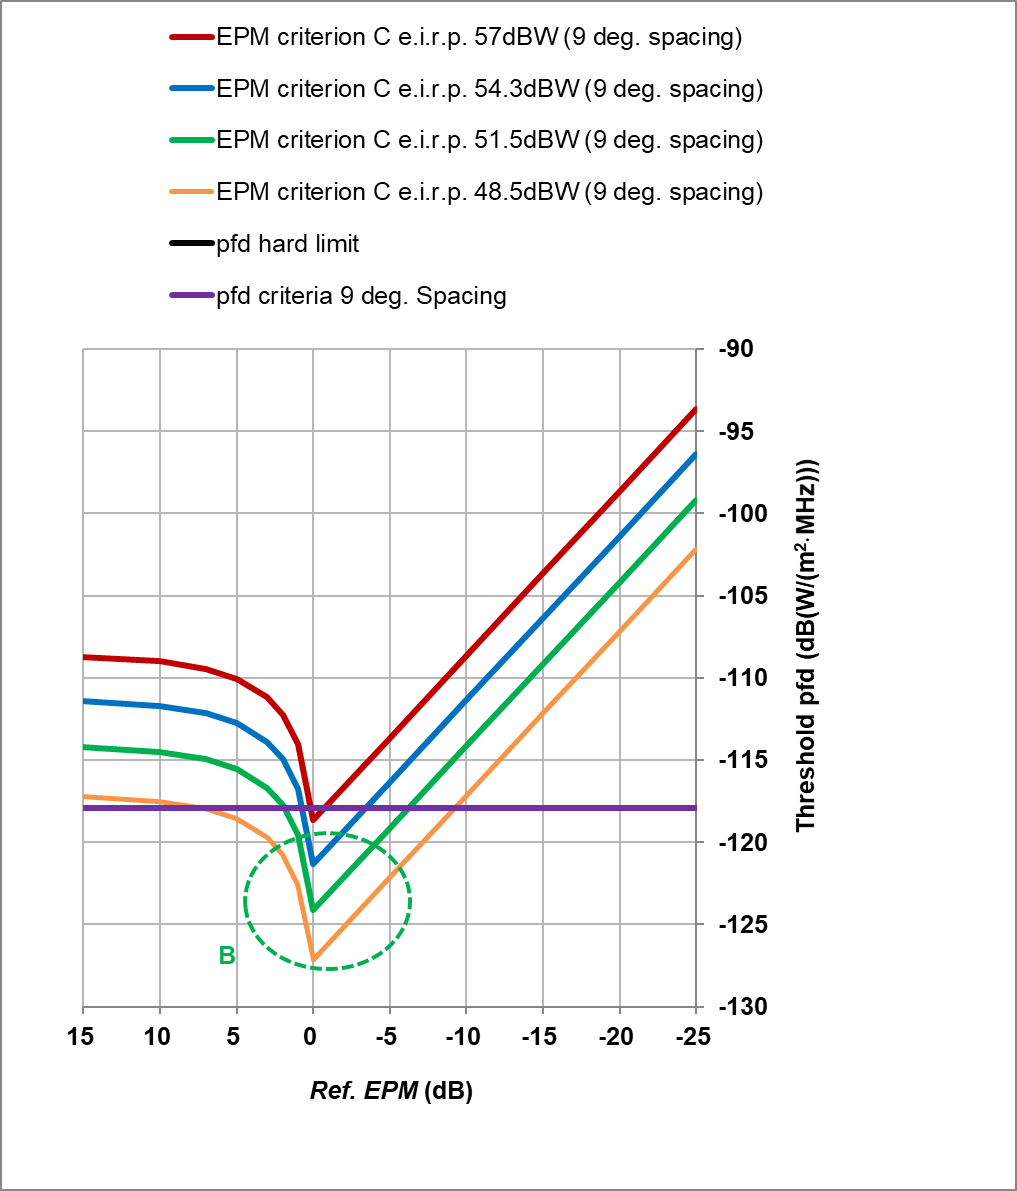 EPM criterion C e.i.r.p. 57dBW (9 deg. spacing)
EPM criterion C e.i.r.p. 54.3dBW (9 deg. spacing)
EPM criterion C e.i.r.p. 51.5dBW (9 deg. spacing)
EPM criterion C e.i.r.p. 48.5dBW (9 deg. spacing)
pfd hard limit
pfd criteria 9 deg. Spacing
-90
-95
-100
-105
-110
-115
-120
-125
-130
Threshold pfd (dB(W/(m²·MHz)))
B
15 10 5 0 -5 -10 -15 -20 -25
Ref. EPM (dB)